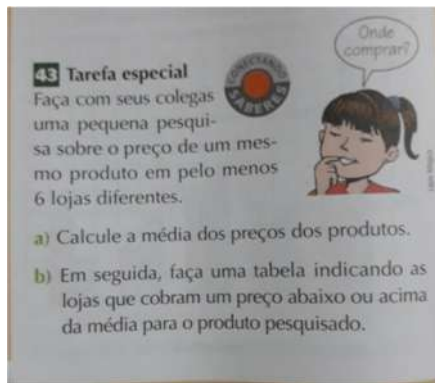 Onde
comprar?
43 Tarefa especial
CONECTANDO
SABERES
Faça com seus colegas
uma pequena pesqui-
sa sobre o preço de um mes-
mo produto em pelo menos
6 lojas diferentes.
a) Calcule a média dos preços dos produtos.
b) Em seguida, faça uma tabela indicando as
lojas que cobram um preço abaixo ou acima
da média para o produto pesquisado.